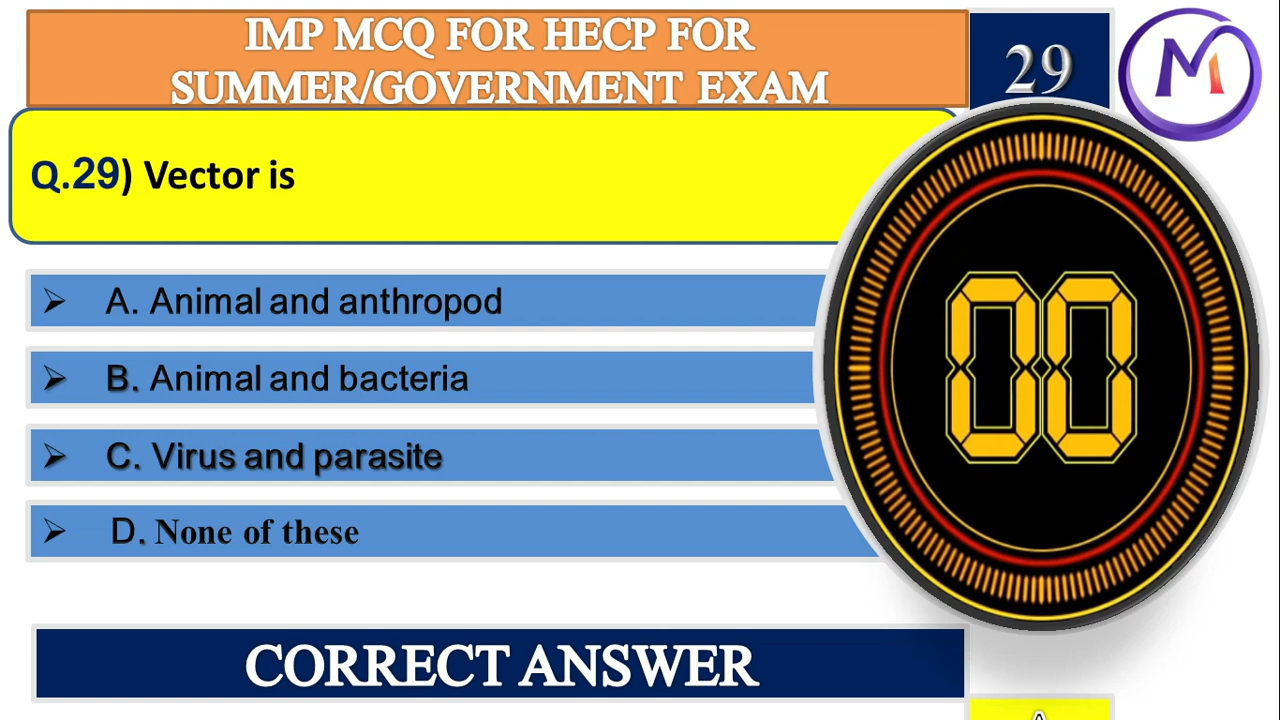 IMP MCQ FOR HECP FOR
SUMMER/GOVERNMENT EXAM
29
M
Q.29) Vector is
A. Animal and anthropod
B. Animal and bacteria
C. Virus and parasite
D. None of these
00
CORRECT ANSWER
A